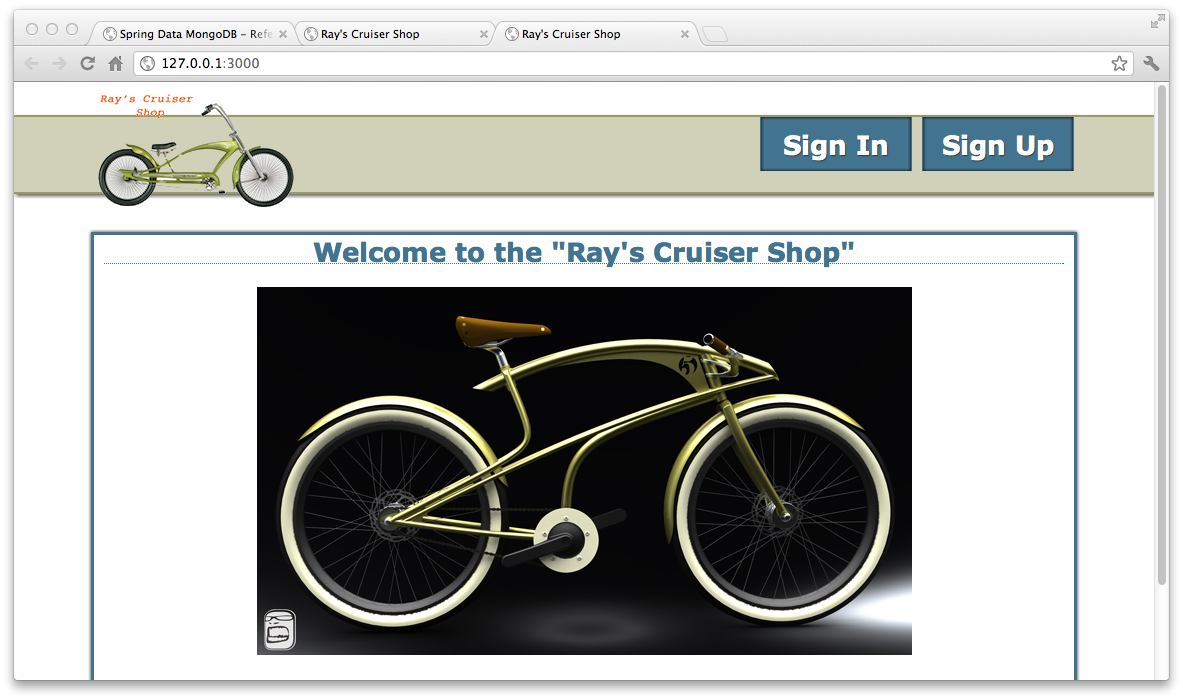 Spring Data MongoDB – Refe
Ray's Cruiser Shop
Ray's Cruiser Shop
127.0.0.1:3000
Ray's Cruiser
Shop
Sign In
Sign Up
Welcome to the "Ray's Cruiser Shop"